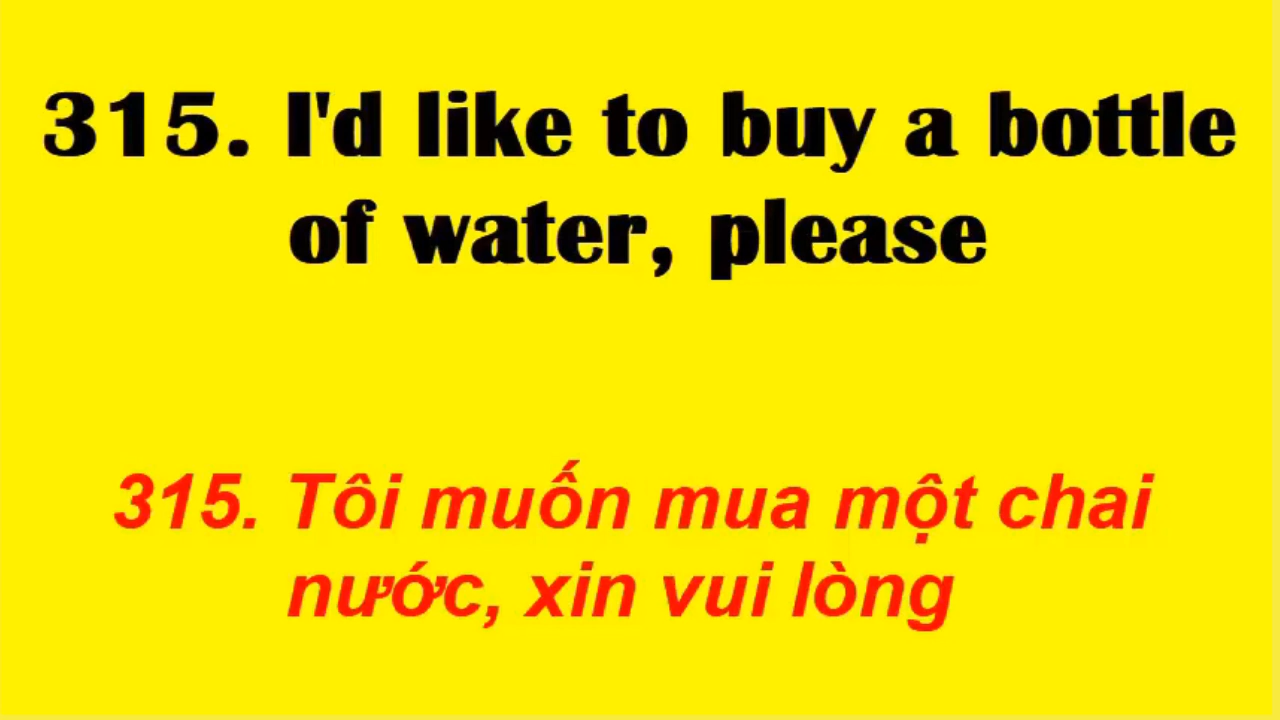 315. I'd like to buy a bottle
of water, please
315. Tôi muốn mua một chai
nước, xin vui lòng